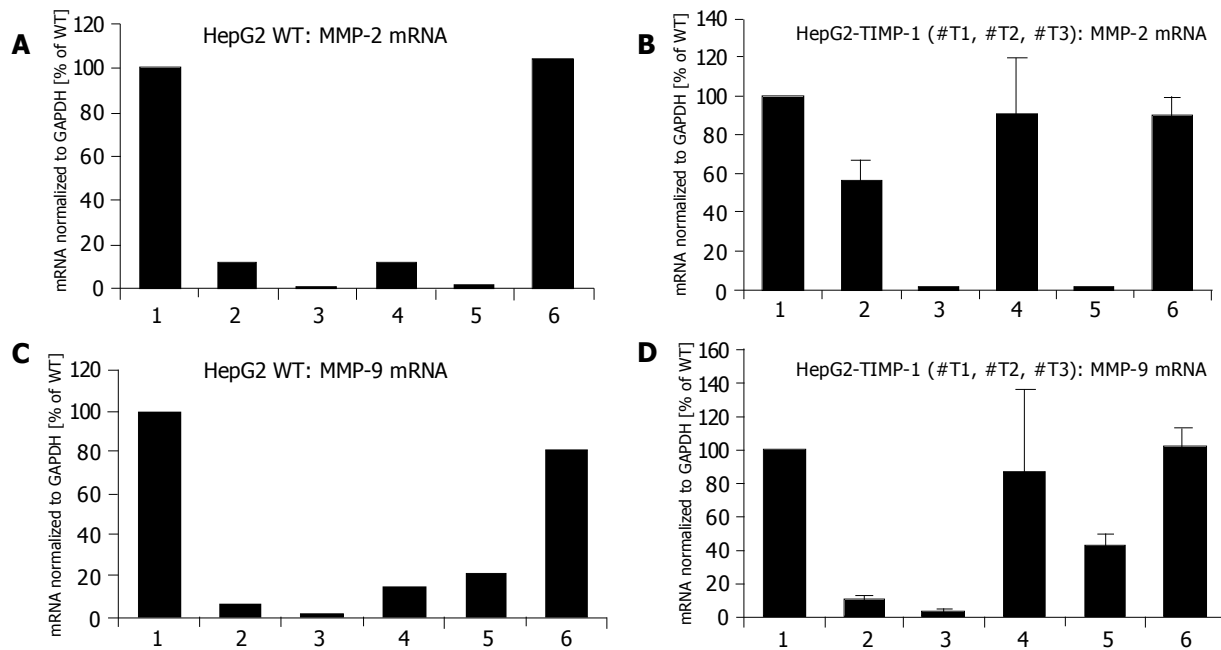 A
HepG2 WT: MMP-2 mRNA
mRNA normalized to GAPDH [% of WT]
120
100
80
60
40
20
0
1 2 3 4 5 6
B
HepG2-TIMP-1 (#T1, #T2, #T3): MMP-2 mRNA
mRNA normalized to GAPDH [% of WT]
140
120
100
80
60
40
20
0
1 2 3 4 5 6
C
HepG2 WT: MMP-9 mRNA
mRNA normalized to GAPDH [% of WT]
120
100
80
60
40
20
0
1 2 3 4 5 6
D
HepG2-TIMP-1 (#T1, #T2, #T3): MMP-9 mRNA
mRNA normalized to GAPDH [% of WT]
160
140
120
100
80
60
40
20
0
1 2 3 4 5 6